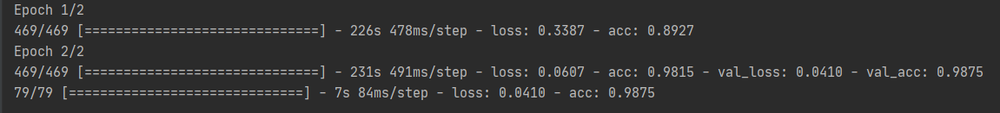 Epoch 1/2
469/469 [==============================] - 226s 478ms/step - loss: 0.3387 - acc: 0.8927
Epoch 2/2
469/469 [==============================] - 231s 491ms/step - loss: 0.0607 - acc: 0.9815 - val_loss: 0.0410 - val_acc: 0.9875
79/79 [==============================] - 7s 84ms/step - loss: 0.0410 - acc: 0.9875